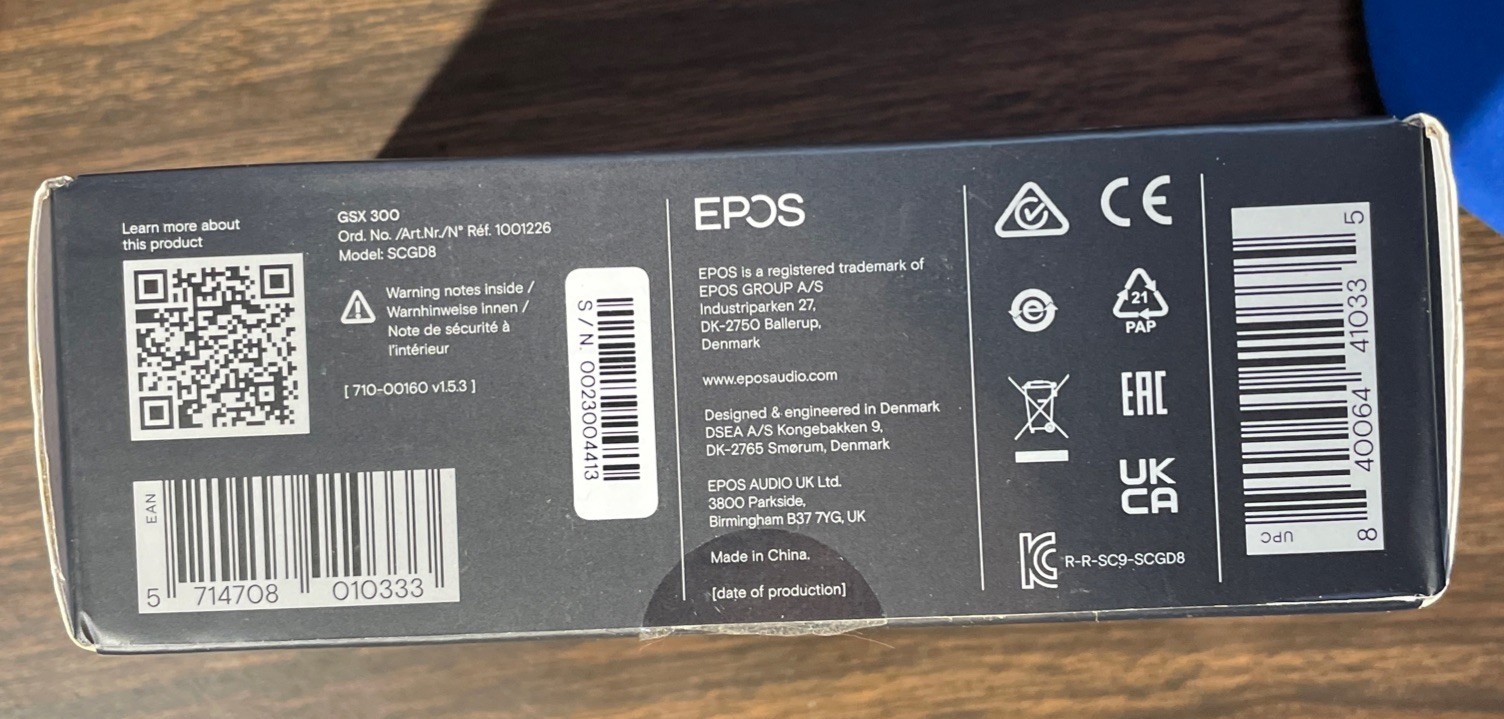 Learn more about
this product
GSX 300
Ord. No. /Art.Nr./N° Réf. 1001226
Model: SCGD8
Warning notes inside /
Warnhinweise Innen /
Note de sécurité à
l'intérieur
[ 710-00160 v1.5.3 ]
EAN
5 714708 010333
S/N. 0023004413
EPOS
EPOS is a registered trademark of
EPOS GROUP A/S
Industriparken 27,
DK-2750 Ballerup,
Denmark
www.eposaudio.com
Designed & engineered in Denmark
DSEA A/S Kongebakken 9,
DK-2765 Smørum, Denmark
EPOS AUDIO UK Ltd.
3800 Parkside,
Birmingham B37 7YG, UK
Made in China.
[date of production]
CE
e
21
PAP
EAC
UK
CA
KC
R-R-SC9-SCGD8
UPC
8 40064 41033 5